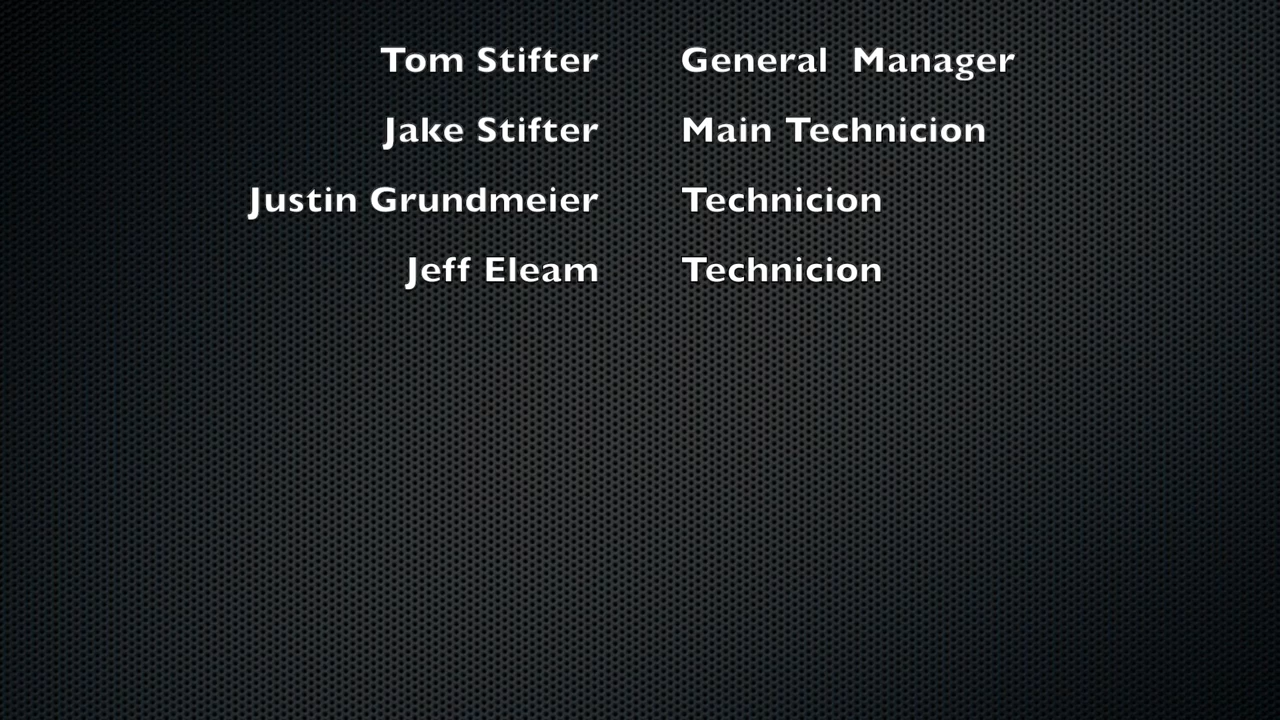 Tom Stifter General Manager
Jake Stifter Main Technicion
Justin Grundmeier Technicion
Jeff Eleam Technicion